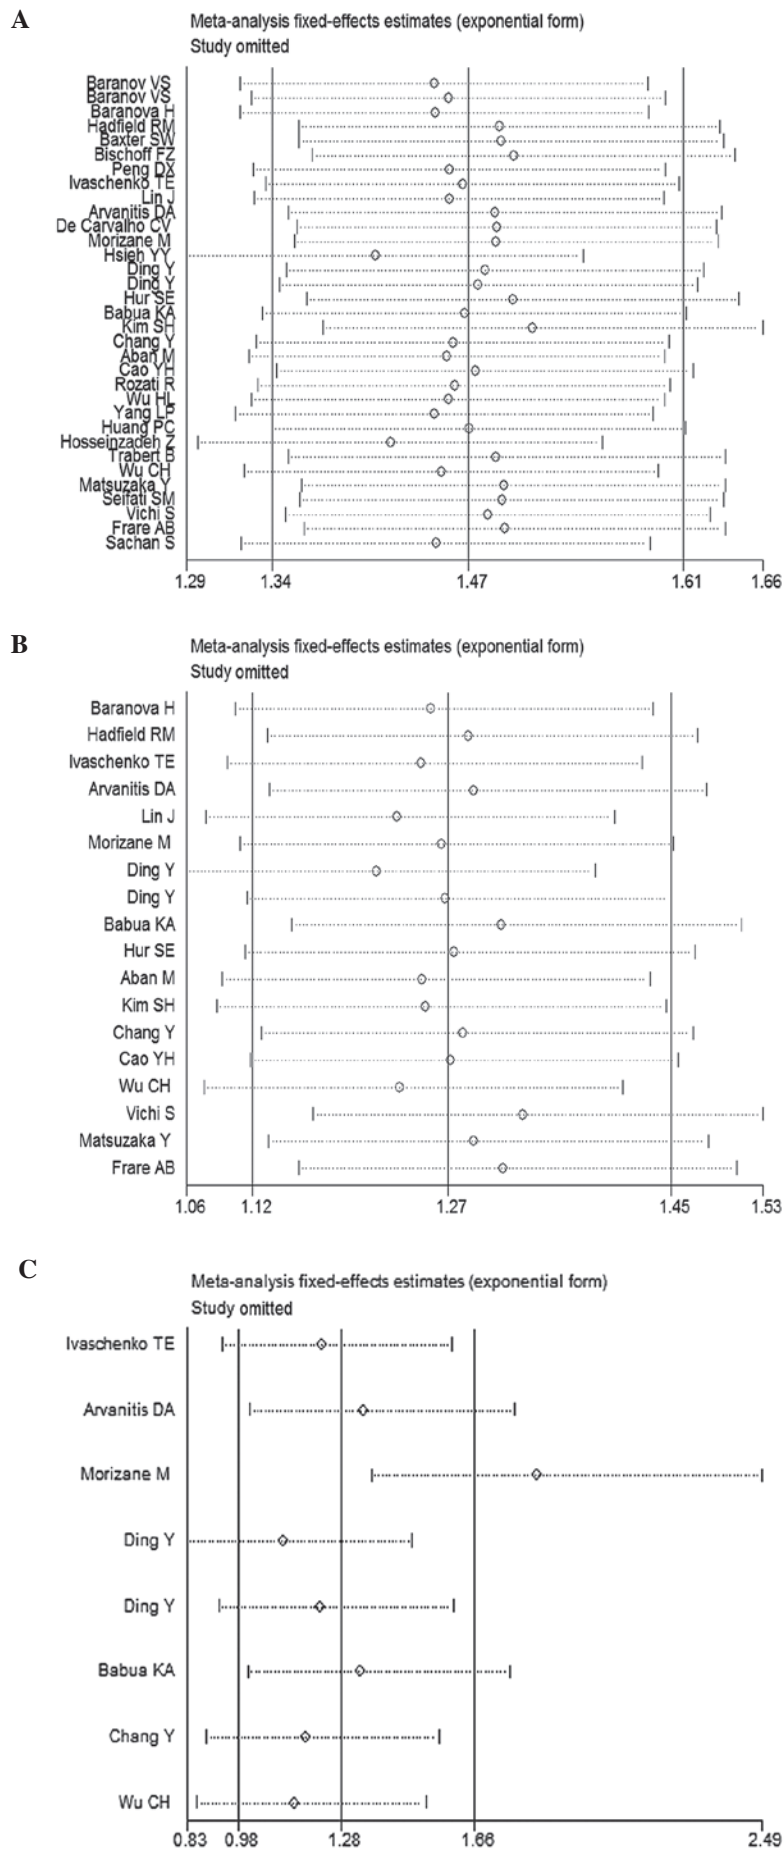 A
Meta-analysis fixed-effects estimates (exponential form)
Study omitted
Baranov VS
Baranov VS
Baranova H
Hadfield RM
Baxter SW
Bischoff FZ
Peng DX
Ivaschenko TE
Lin J
Arvanitis DA
De Carvalho CV
Morizane M
Hsieh YY
Ding Y
Ding Y
Hur SE
Babua KA
Kim SH
Chang Y
Aban M
Cao YH
Rozati R
Wu HL
Yang LP
Huang PC
Hosseinzadeh Z
Trabert B
Wu CH
Matsuzaka Y
Seifati SM
Vichi S
Frare AB
Sachan S
1.29 1.34 1.47 1.61 1.66
B
Meta-analysis fixed-effects estimates (exponential form)
Study omitted
Baranova H
Hadfield RM
Ivaschenko TE
Arvanitis DA
Lin J
Morizane M
Ding Y
Ding Y
Babua KA
Hur SE
Aban M
Kim SH
Chang Y
Cao YH
Wu CH
Vichi S
Matsuzaka Y
Frare AB
1.06 1.12 1.27 1.45 1.53
C
Meta-analysis fixed-effects estimates (exponential form)
Study omitted
Ivaschenko TE
Arvanitis DA
Morizane M
Ding Y
Ding Y
Babua KA
Chang Y
Wu CH
0.83 0.98 1.28 1.66 2.49